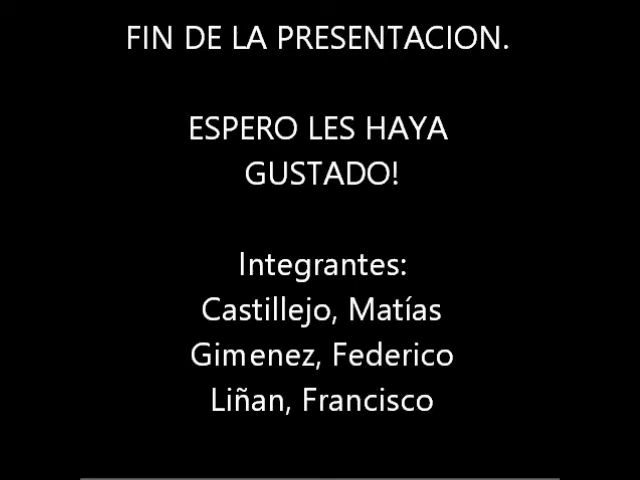 FIN DE LA PRESENTACION.
ESPERO LES HAYA
GUSTADO!
Integrantes:
Castillejo, Matías
Gimenez, Federico
Liñan, Francisco